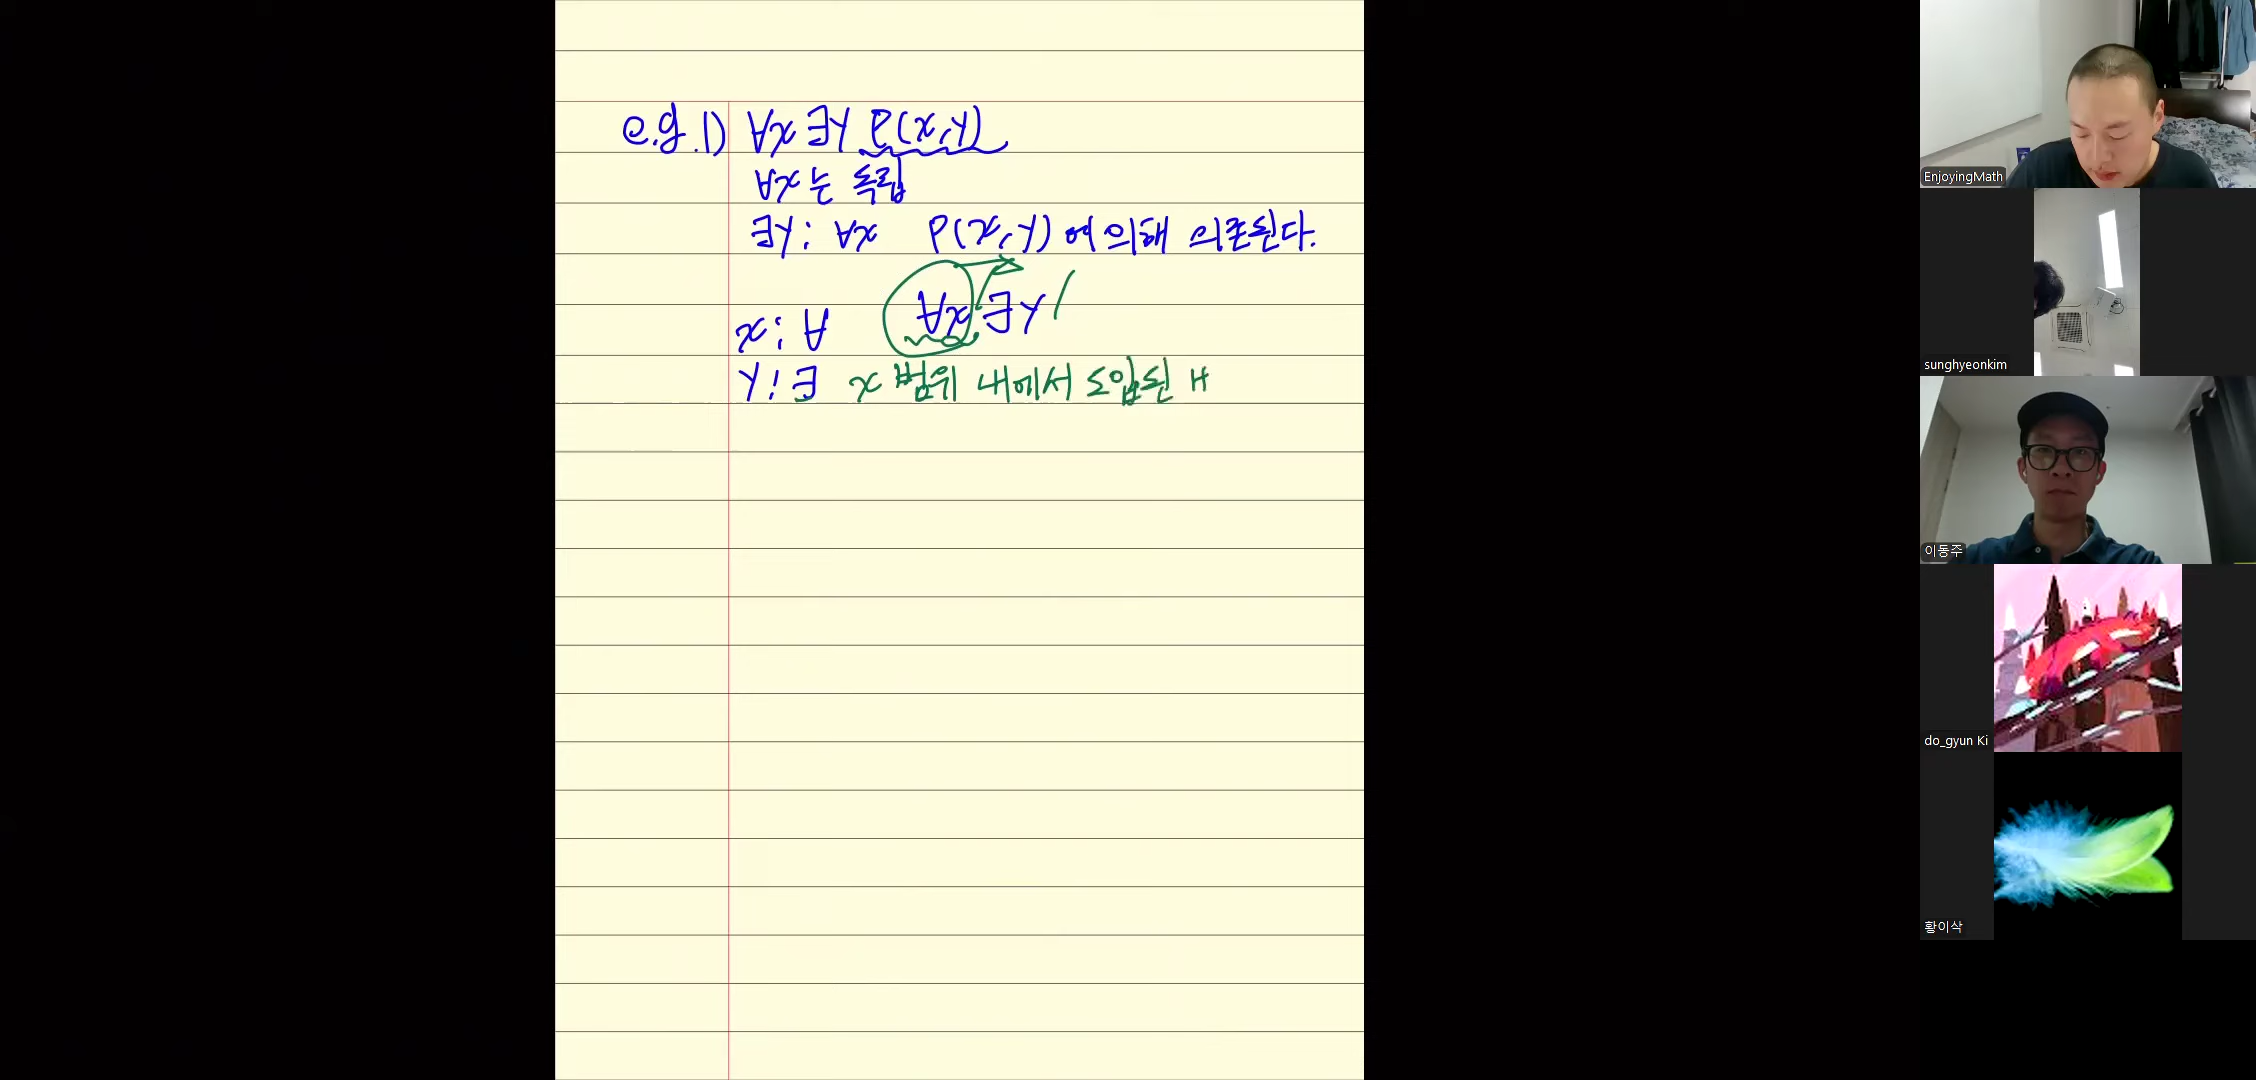 e.g.1) ∀x ∃y P(x,y)
∀x는 독립
∃y : ∀x P(x,y)에 의해 의존된다.
∀x ∃y
x : ∀
y : ∃ x 범위 내에서 도입된 ㅂ
EnjoyingMath
sunghyeonkim
이동주
do_gyun Ki
황이삭